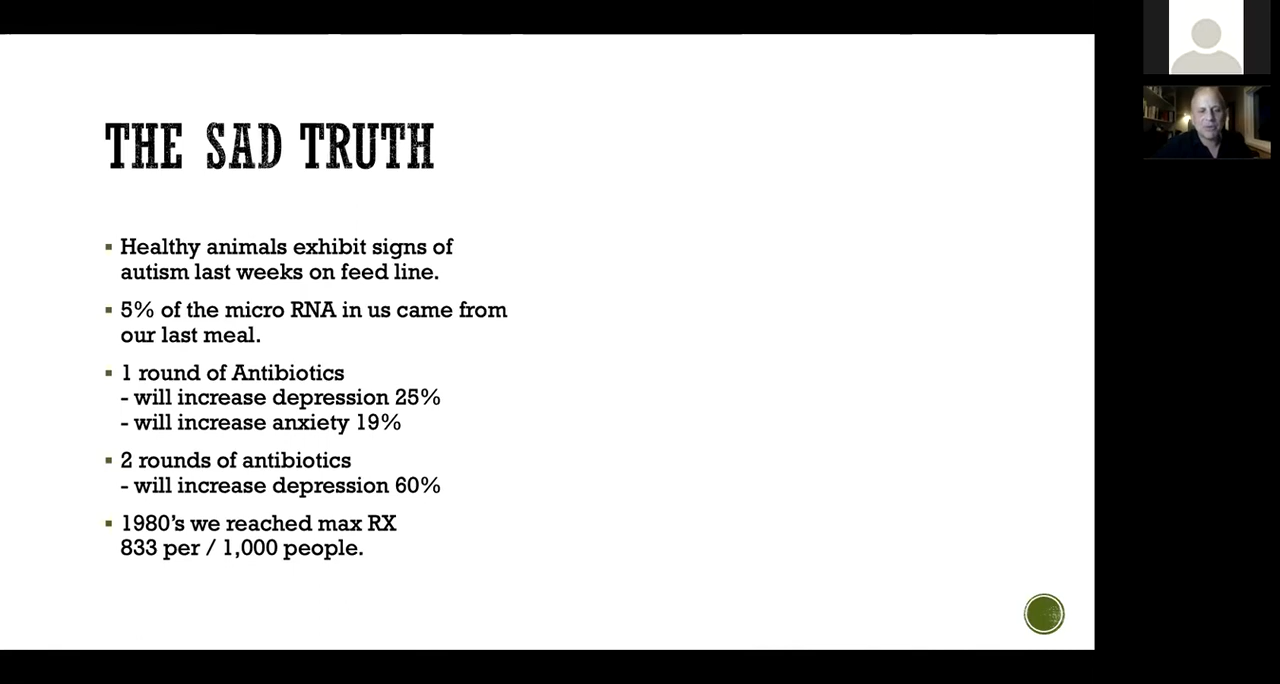 THE SAD TRUTH
Healthy animals exhibit signs of
autism last weeks on feed line.
5% of the micro RNA in us came from
our last meal.
1 round of Antibiotics
- will increase depression 25%
- will increase anxiety 19%
2 rounds of antibiotics
- will increase depression 60%
1980's we reached max RX
833 per / 1,000 people.